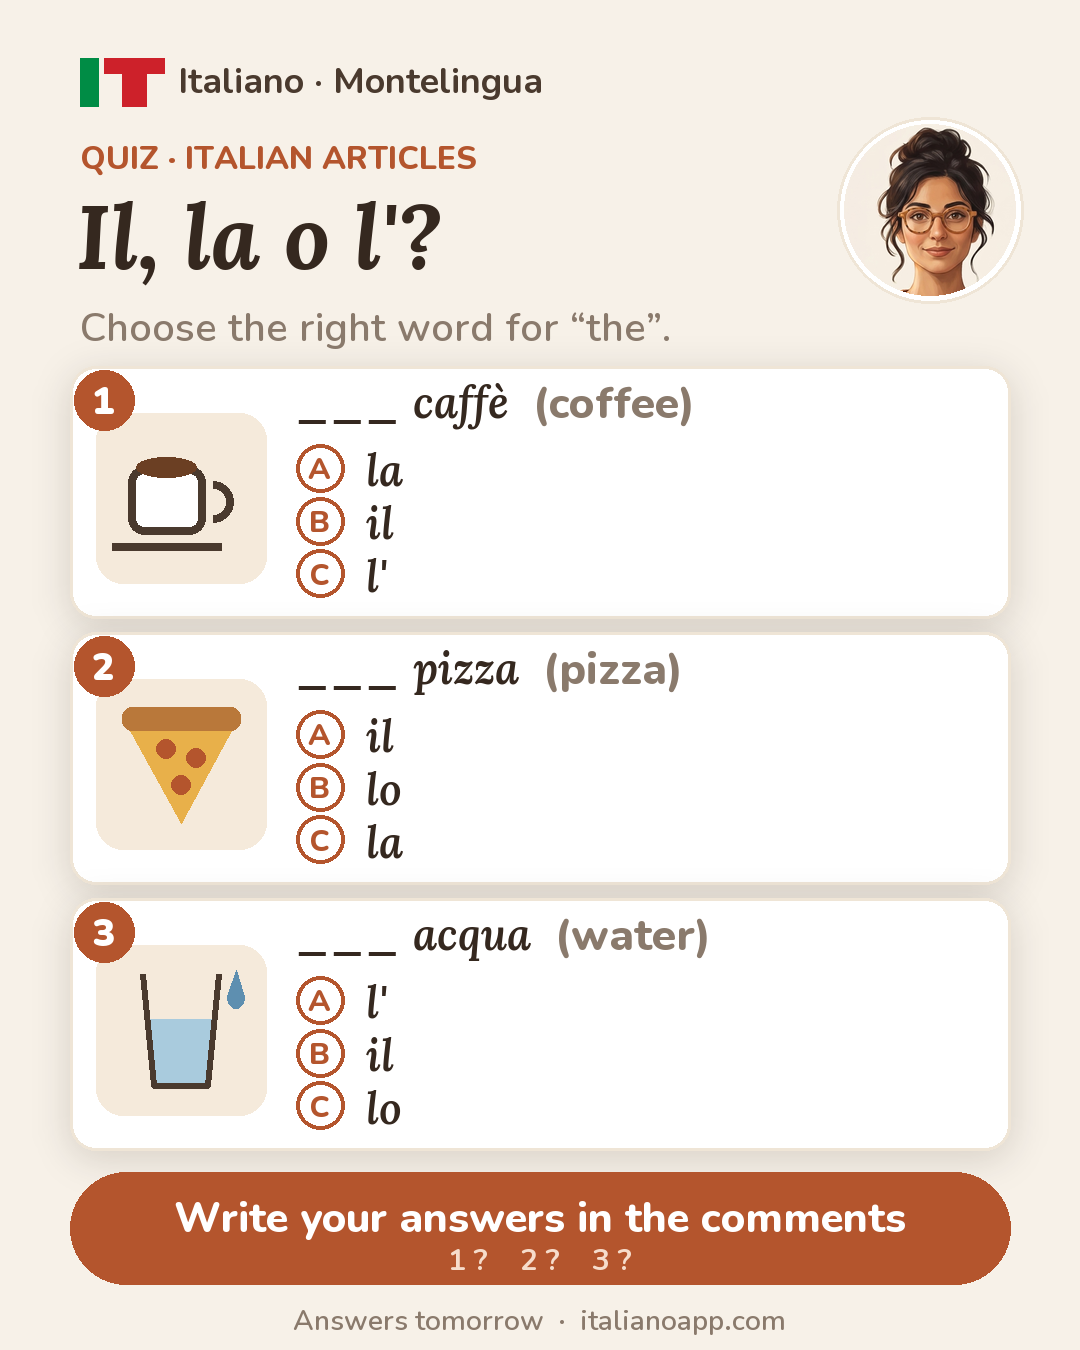 IT Italiano · Montelingua
QUIZ · ITALIAN ARTICLES
Il, la o l'?
Choose the right word for “the”.
1
___ caffè (coffee)
A la
B il
C l'
2
___ pizza (pizza)
A il
B lo
C la
3
___ acqua (water)
A l'
B il
C lo
Write your answers in the comments
1 ? 2 ? 3 ?
Answers tomorrow · italianoapp.com